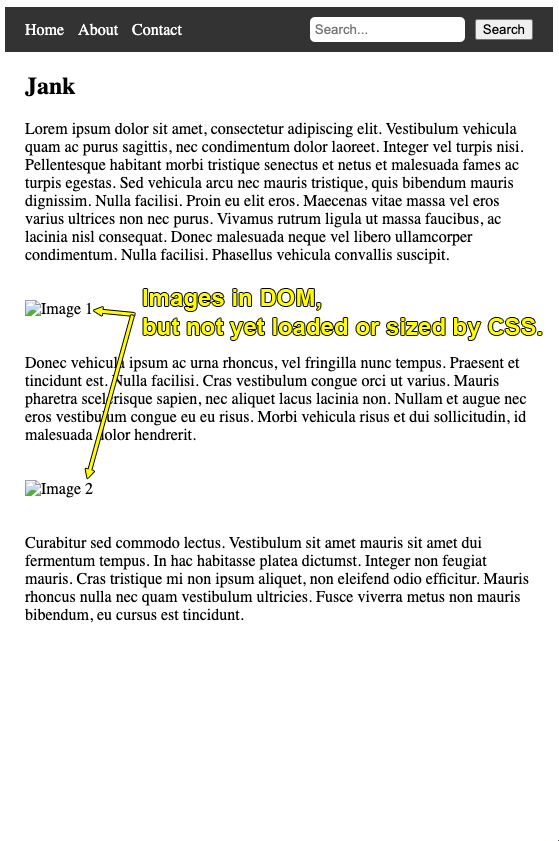 Home About Contact Search... Search
Jank
Lorem ipsum dolor sit amet, consectetur adipiscing elit. Vestibulum vehicula
quam ac purus sagittis, nec condimentum dolor laoreet. Integer vel turpis nisi.
Pellentesque habitant morbi tristique senectus et netus et malesuada fames ac
turpis egestas. Sed vehicula arcu nec mauris tristique, quis bibendum mauris
dignissim. Nulla facilisi. Proin eu elit eros. Maecenas vitae massa vel eros
varius ultrices non nec purus. Vivamus rutrum ligula ut massa faucibus, ac
lacinia nisl consequat. Donec malesuada neque vel libero ullamcorper
condimentum. Nulla facilisi. Phasellus vehicula convallis suscipit.
Images in DOM,
Image 1
but not yet loaded or sized by CSS.
Donec vehicula ipsum ac urna rhoncus, vel fringilla nunc tempus. Praesent et
tincidunt est. Nulla facilisi. Cras vestibulum congue orci ut varius. Mauris
pharetra scelerisque sapien, nec aliquet lacus lacinia non. Nullam et augue nec
eros vestibulum congue eu eu risus. Morbi vehicula risus et dui sollicitudin, id
malesuada dolor hendrerit.
Image 2
Curabitur sed commodo lectus. Vestibulum sit amet mauris sit amet dui
fermentum tempus. In hac habitasse platea dictumst. Integer non feugiat
mauris. Cras tristique mi non ipsum aliquet, non eleifend odio efficitur. Mauris
rhoncus nulla nec quam vestibulum ultricies. Fusce viverra metus non mauris
bibendum, eu cursus est tincidunt.